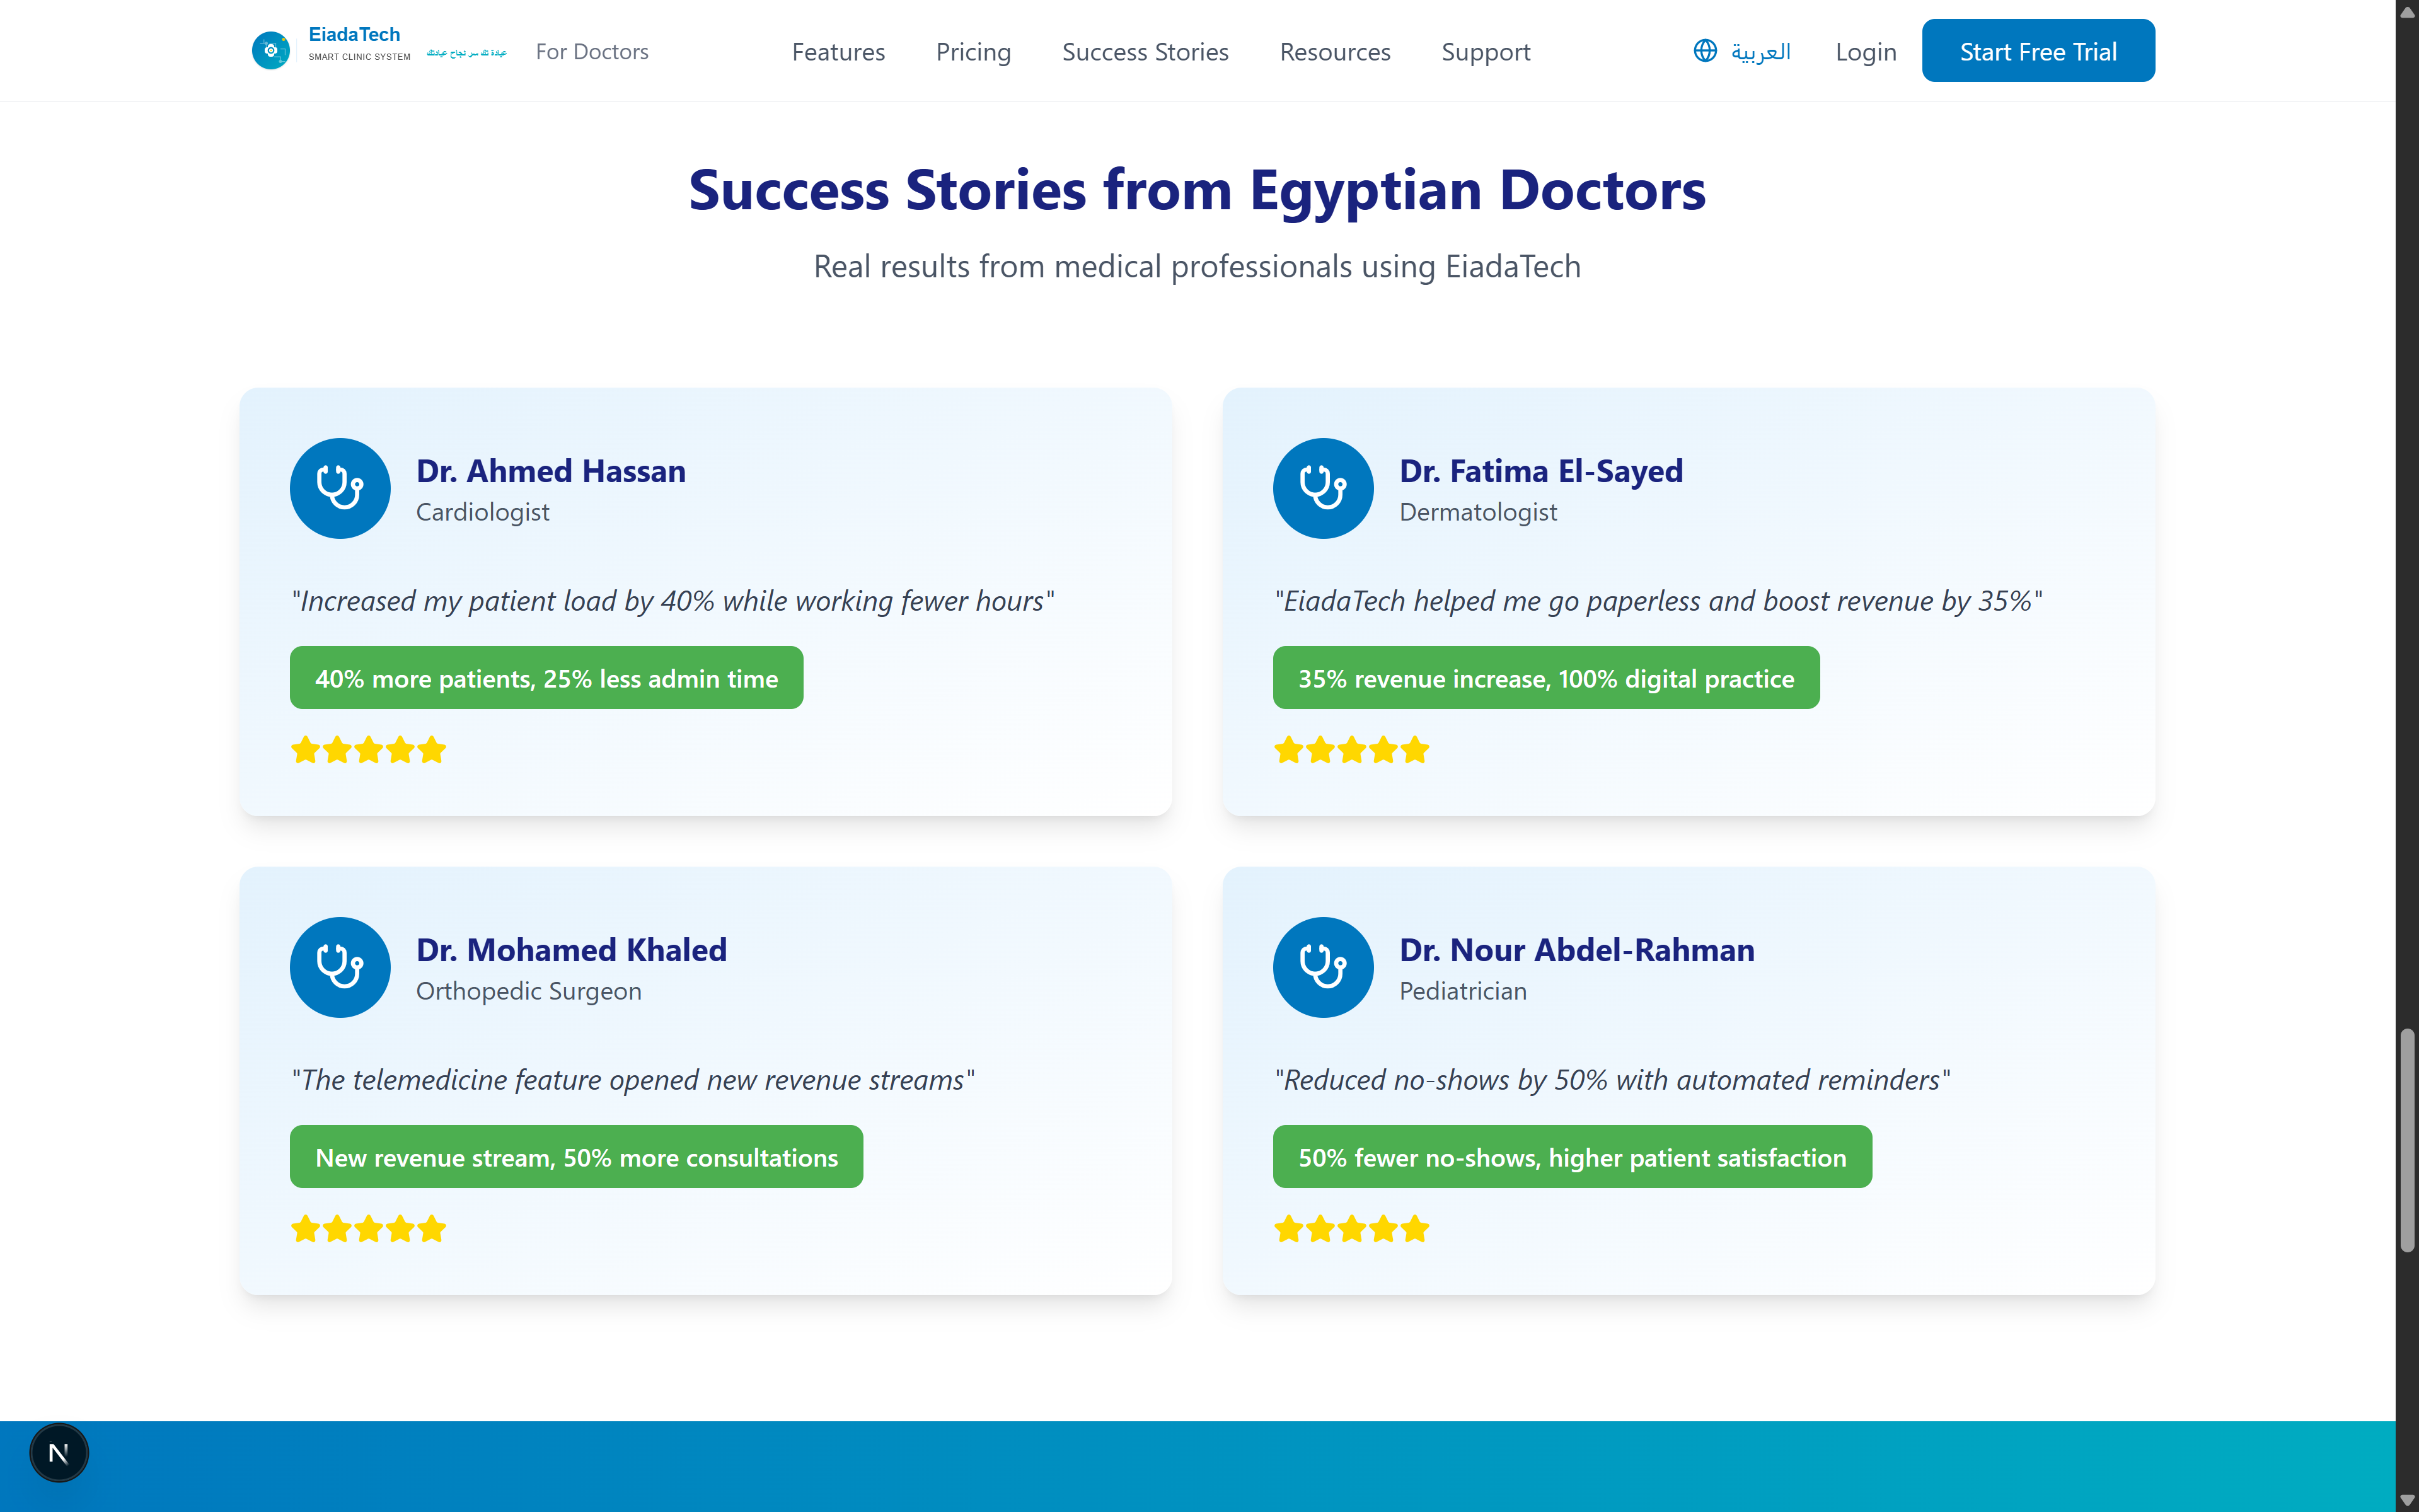 EiadaTech
SMART CLINIC SYSTEM
عيادة تك سر نجاح عيادتك
For Doctors
Features
Pricing
Success Stories
Resources
Support
العربية
Login
Start Free Trial
Success Stories from Egyptian Doctors
Real results from medical professionals using EiadaTech
Dr. Ahmed Hassan
Cardiologist
"Increased my patient load by 40% while working fewer hours"
40% more patients, 25% less admin time
Dr. Fatima El-Sayed
Dermatologist
"EiadaTech helped me go paperless and boost revenue by 35%"
35% revenue increase, 100% digital practice
Dr. Mohamed Khaled
Orthopedic Surgeon
"The telemedicine feature opened new revenue streams"
New revenue stream, 50% more consultations
Dr. Nour Abdel-Rahman
Pediatrician
"Reduced no-shows by 50% with automated reminders"
50% fewer no-shows, higher patient satisfaction
N